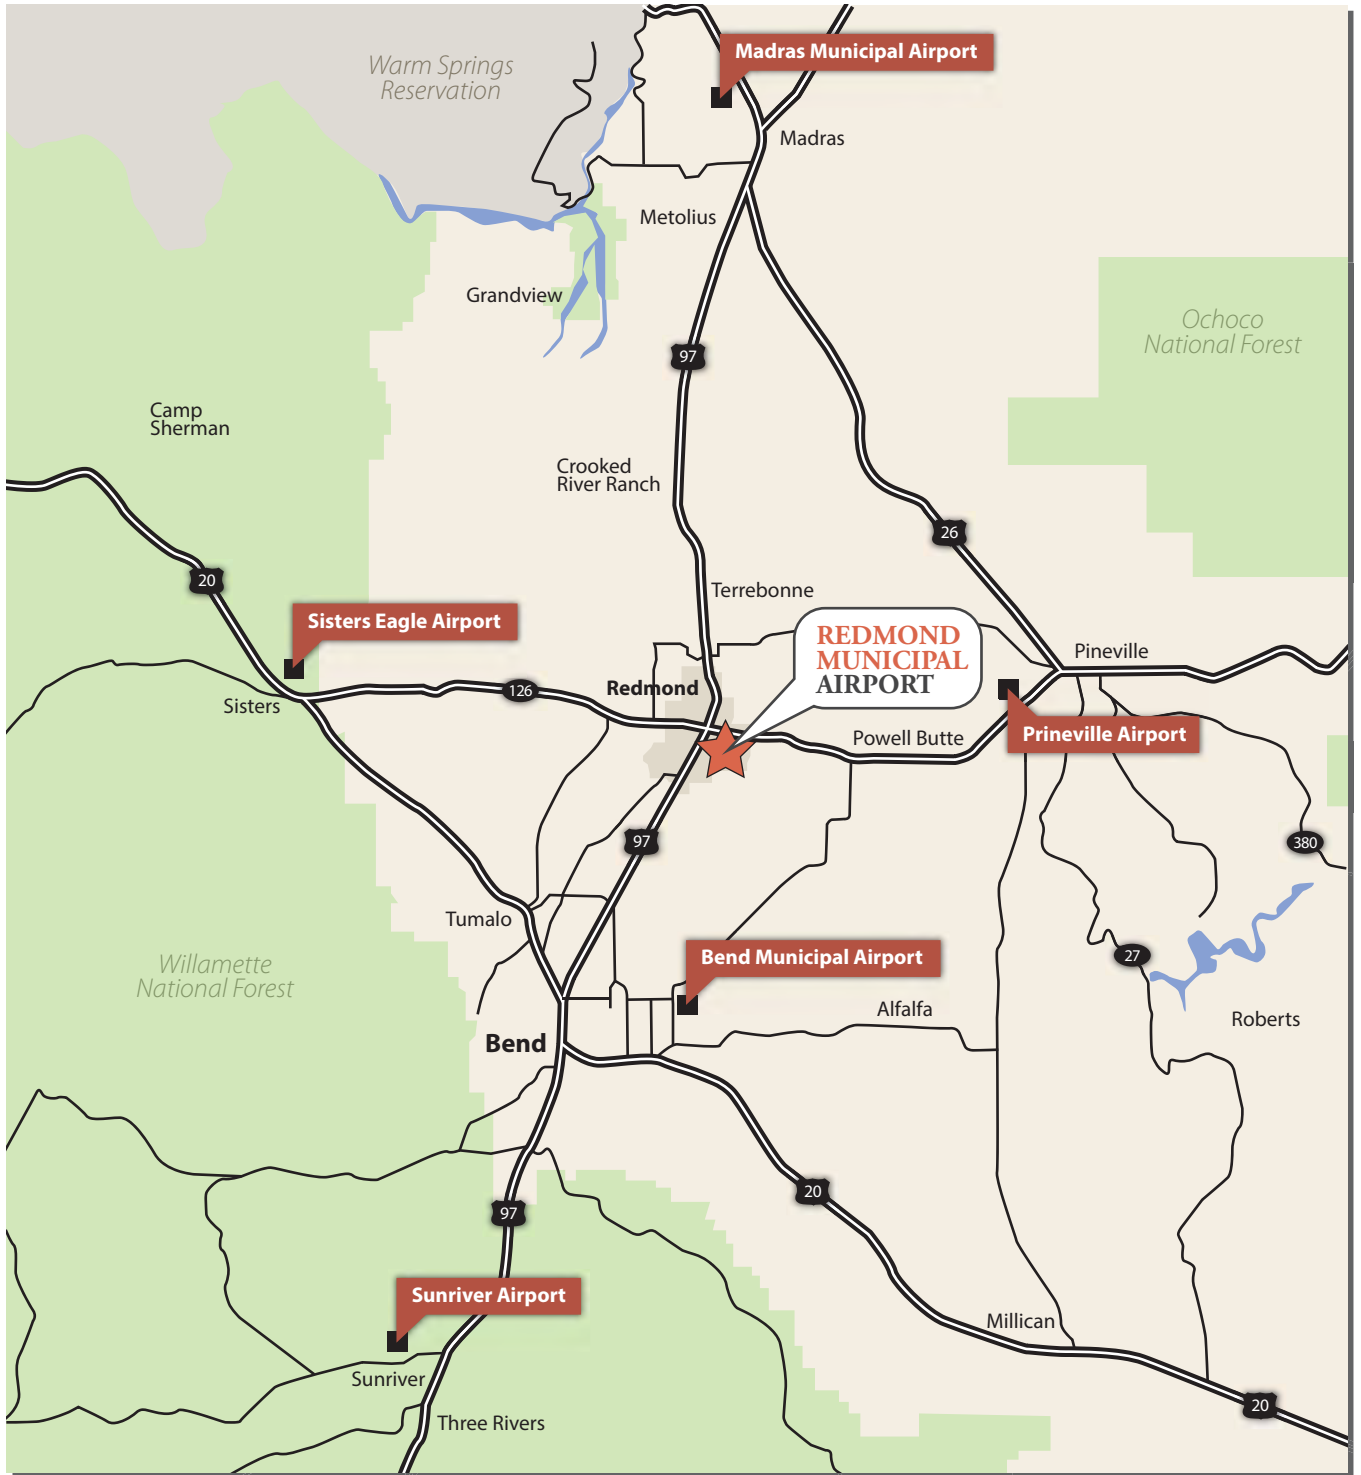 Madras Municipal Airport
Warm Springs
Reservation
Madras
Metolius
Grandview
Ochoco
National Forest
97
Camp
Sherman
Crooked
River Ranch
26
20
Terrebonne
Sisters Eagle Airport
REDMOND
MUNICIPAL
AIRPORT
Pineville
126
Redmond
Sisters
Powell Butte
Prineville Airport
97
380
Tumalo
27
Bend Municipal Airport
Willamette
National Forest
Alfalfa
Roberts
Bend
20
97
Sunriver Airport
Millican
Sunriver
20
Three Rivers